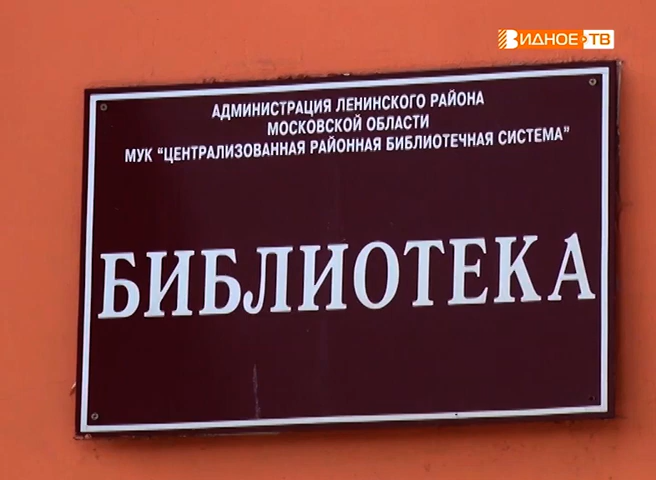 ВИДНОЕ ТВ
АДМИНИСТРАЦИЯ ЛЕНИНСКОГО РАЙОНА
МОСКОВСКОЙ ОБЛАСТИ
МУК "ЦЕНТРАЛИЗОВАННАЯ РАЙОННАЯ БИБЛИОТЕЧНАЯ СИСТЕМА"
БИБЛИОТЕКА